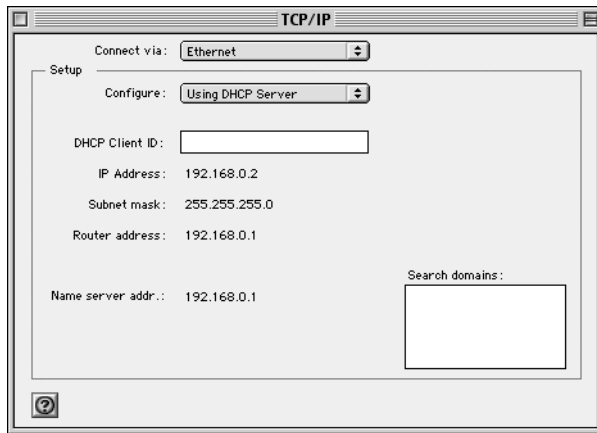 TCP/IP
Connect via: Ethernet
Setup
Configure: Using DHCP Server
DHCP Client ID:
IP Address: 192.168.0.2
Subnet mask: 255.255.255.0
Router address: 192.168.0.1
Search domains:
Name server addr.: 192.168.0.1
?